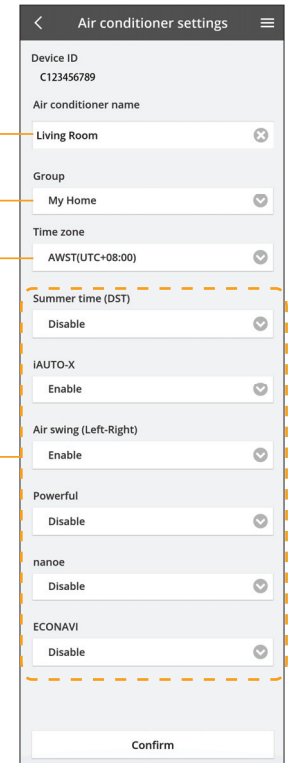 Air conditioner settings
Device ID
C123456789
Air conditioner name
Living Room
Group
My Home
Time zone
AWST(UTC+08:00)
Summer time (DST)
Disable
iAUTO-X
Enable
Air swing (Left-Right)
Enable
Powerful
Disable
nanoe
Disable
ECONAVI
Disable
Confirm